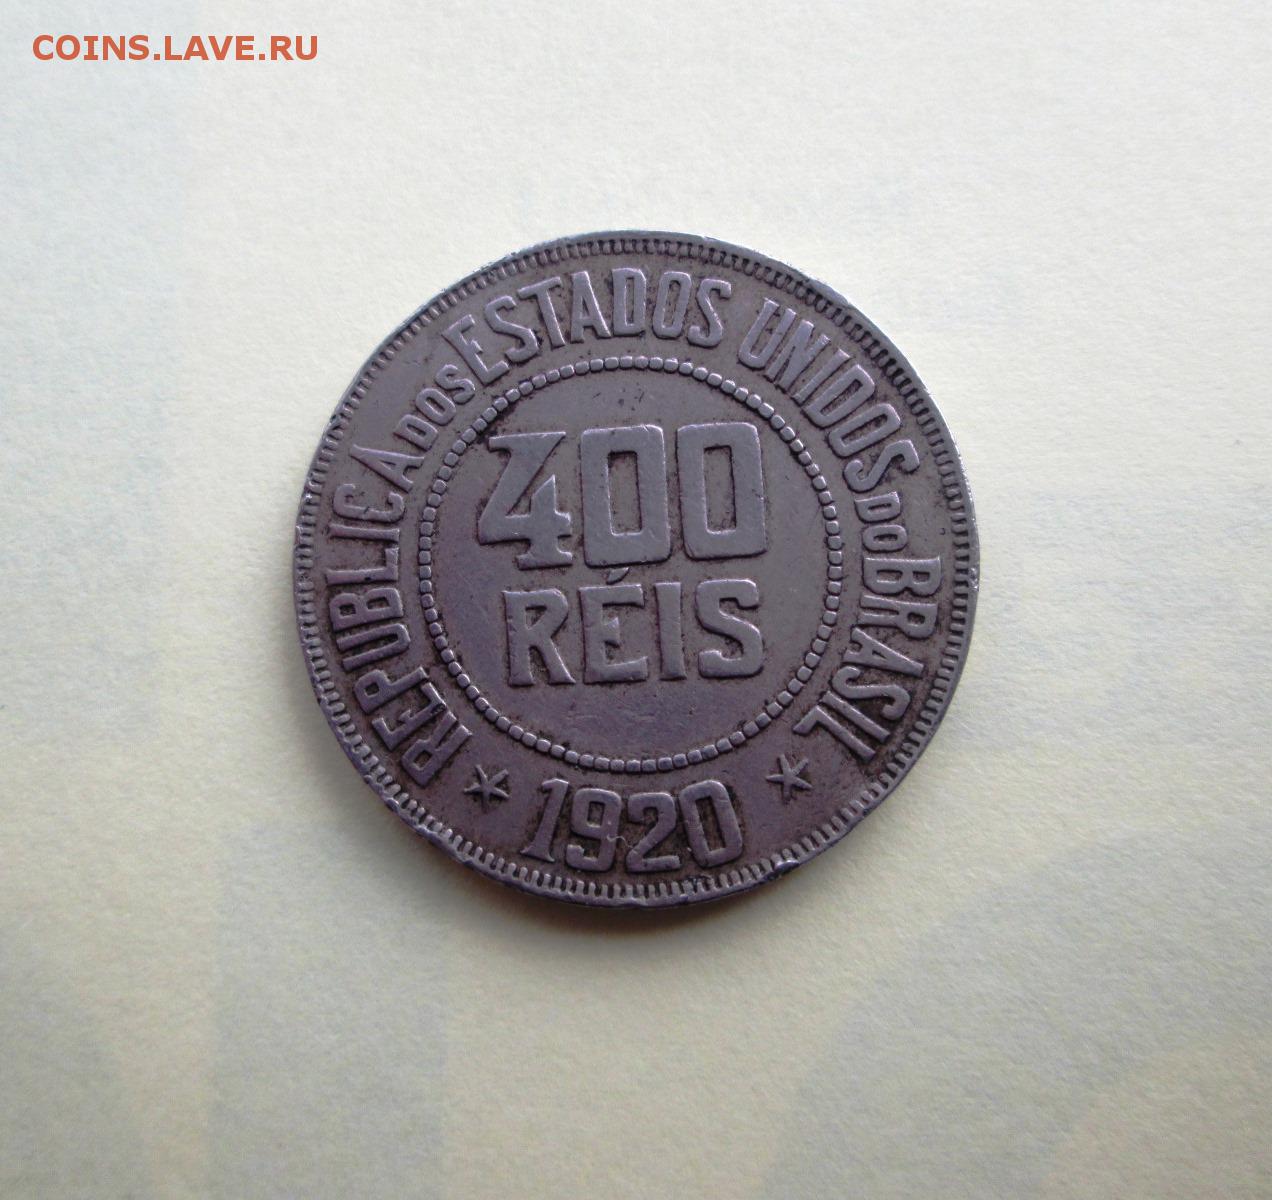 COINS.LAVE.RU
REPUBLICA DOS ESTADOS UNIDOS DO BRASIL
400
RÉIS
* 1920 *